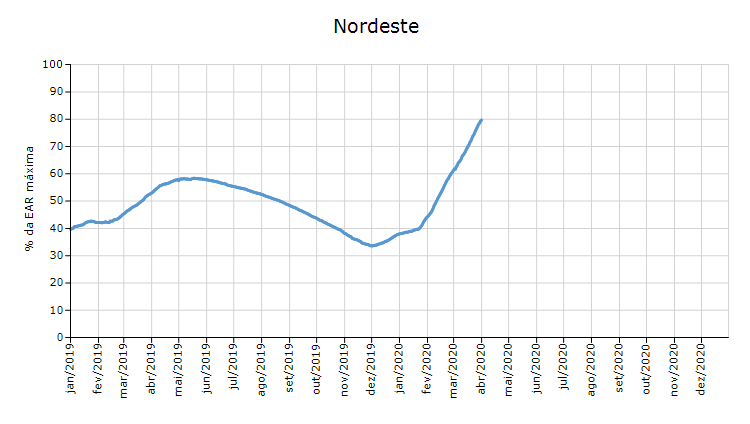 Nordeste
% da EAR máxima
100
90
80
70
60
50
40
30
20
10
0
jan/2019
fev/2019
mar/2019
abr/2019
mai/2019
jun/2019
jul/2019
ago/2019
set/2019
out/2019
nov/2019
dez/2019
jan/2020
fev/2020
mar/2020
abr/2020
mai/2020
jun/2020
jul/2020
ago/2020
set/2020
out/2020
nov/2020
dez/2020